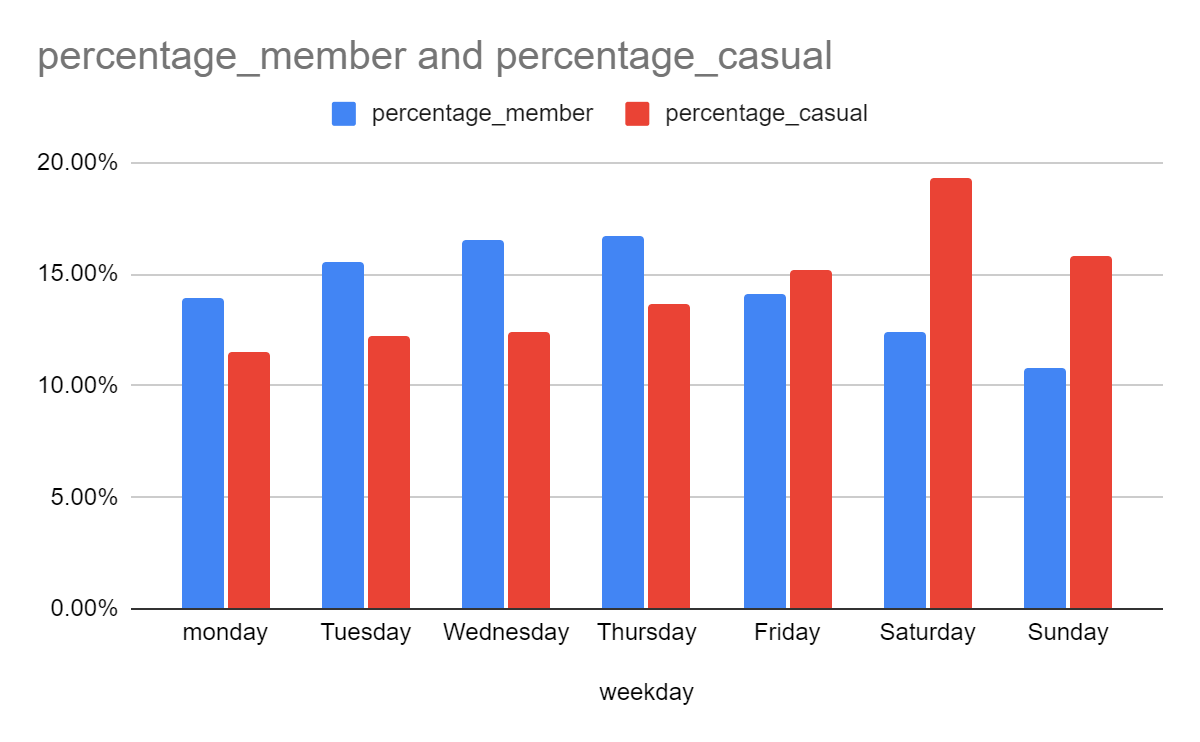 percentage_member and percentage_casual
percentage_member percentage_casual
20.00%
15.00%
10.00%
5.00%
0.00%
monday Tuesday Wednesday Thursday Friday Saturday Sunday
weekday